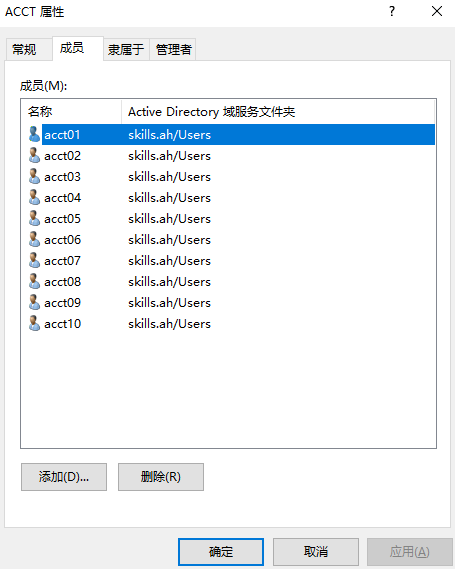 ACCT 属性
常规 成员 隶属于 管理者
成员(M):
名称 Active Directory 域服务文件夹
acct01 skills.ah/Users
acct02 skills.ah/Users
acct03 skills.ah/Users
acct04 skills.ah/Users
acct05 skills.ah/Users
acct06 skills.ah/Users
acct07 skills.ah/Users
acct08 skills.ah/Users
acct09 skills.ah/Users
acct10 skills.ah/Users
添加(D)... 删除(R)
确定 取消 应用(A)